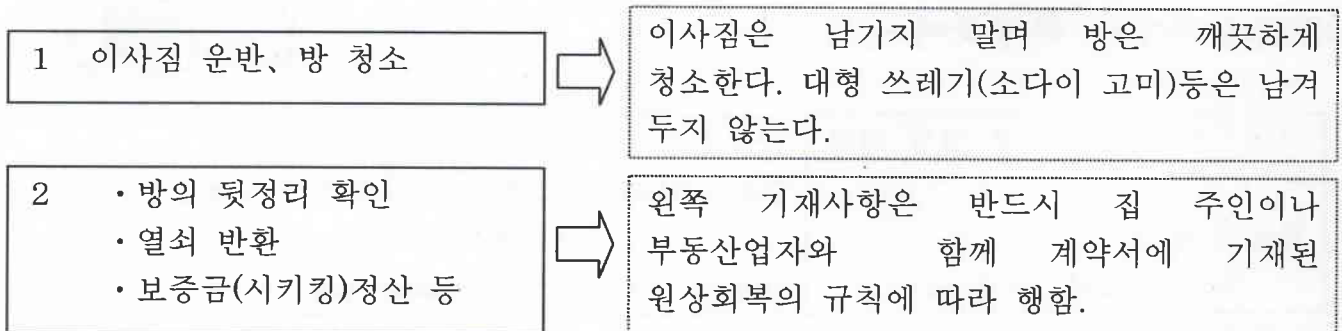 1 이사짐 운반、방 청소
이사짐은 남기지 말며 방은 깨끗하게
청소한다. 대형 쓰레기(소다이 고미)등은 남겨
두지 않는다.
2 ・방의 뒷정리 확인
・열쇠 반환
・보증금(시키킹)정산 등
왼쪽 기재사항은 반드시 집 주인이나
부동산업자와 함께 계약서에 기재된
원상회복의 규칙에 따라 행함.